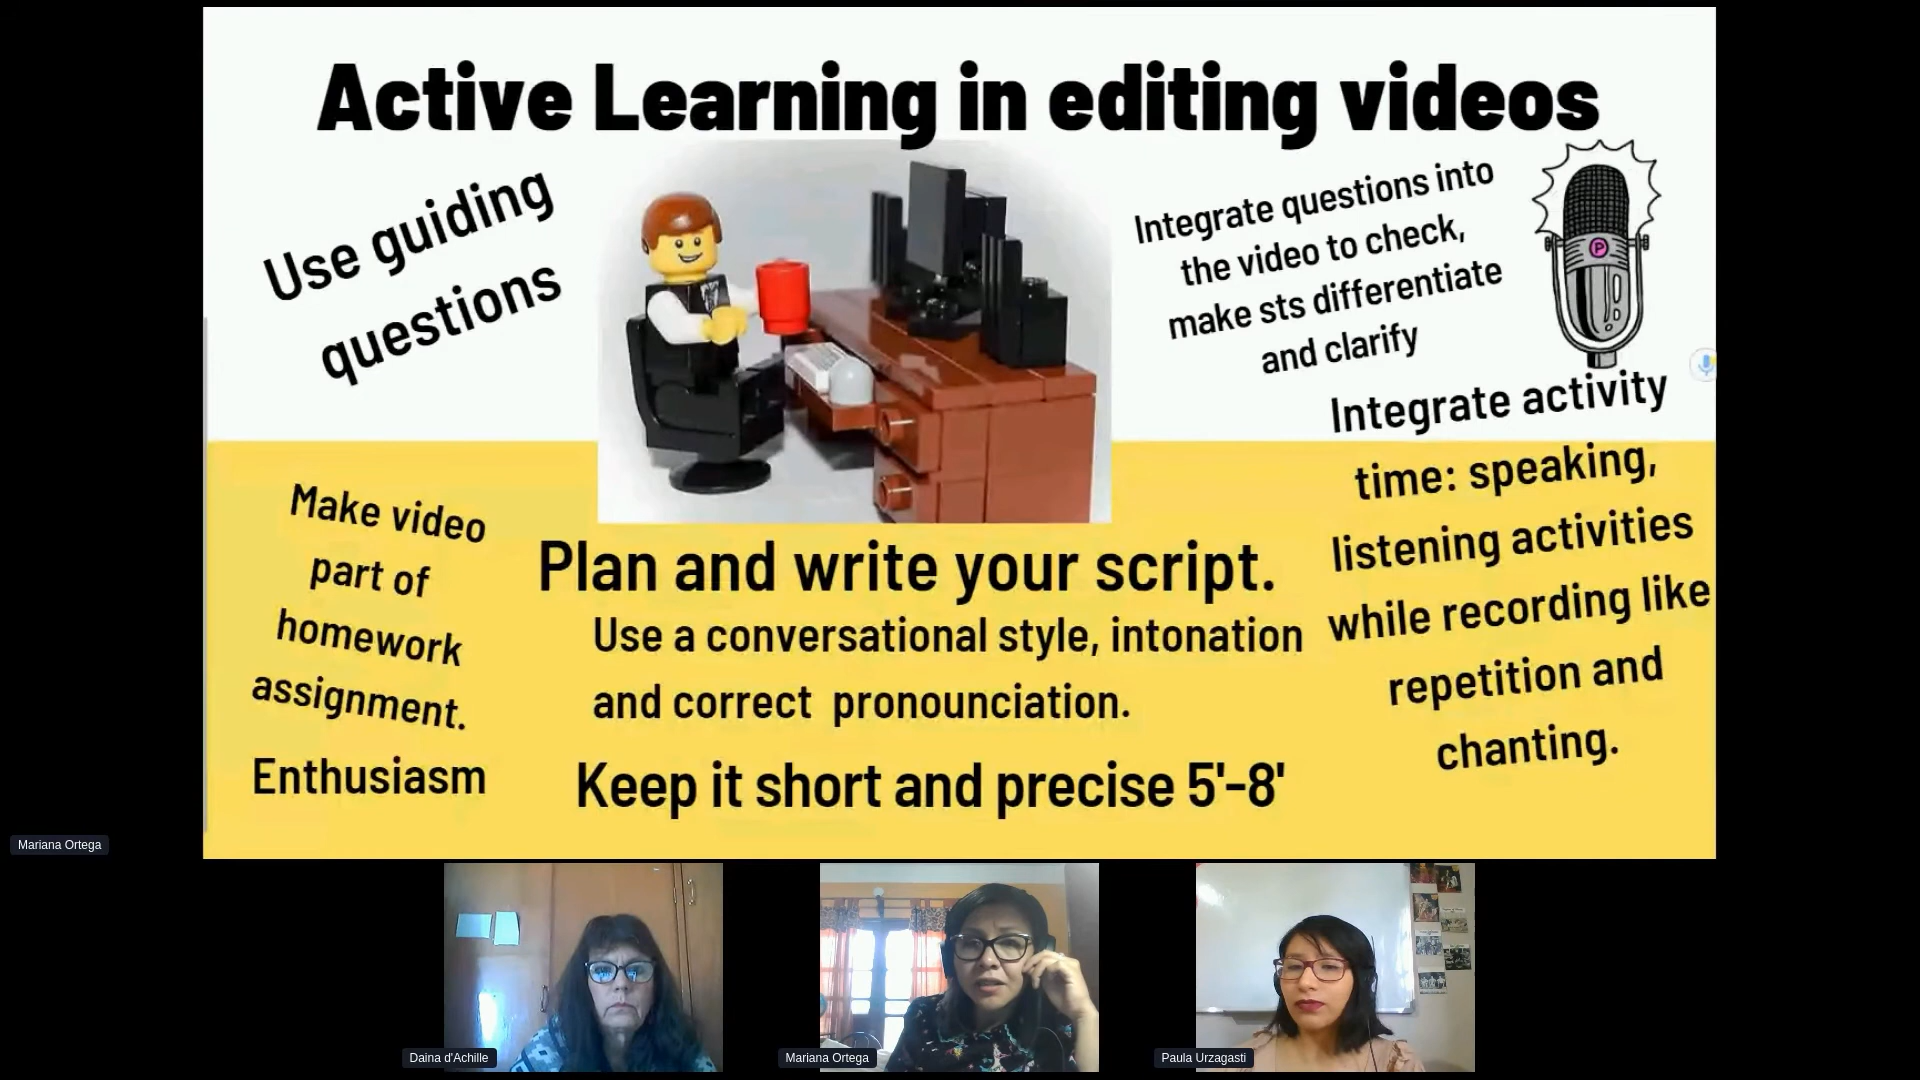 Active Learning in editing videos
Use guiding
questions
Integrate questions into
the video to check,
make sts differentiate
and clarify
P
Integrate activity
time: speaking,
listening activities
while recording like
repetition and
chanting.
Make video
part of
homework
assignment.
Enthusiasm
Plan and write your script.
Use a conversational style, intonation
and correct pronounciation.
Keep it short and precise 5'-8'
Mariana Ortega
Daina d'Achille
Mariana Ortega
Paula Urzagasti